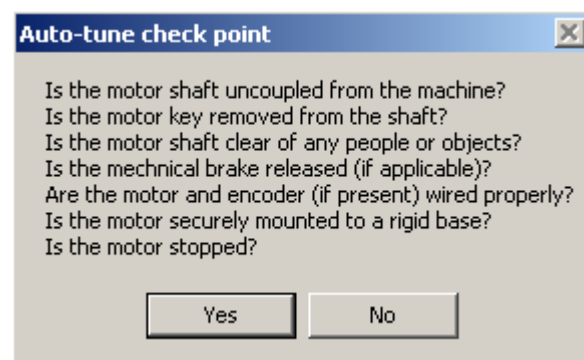 Auto-tune check point
Is the motor shaft uncoupled from the machine?
Is the motor key removed from the shaft?
Is the motor shaft clear of any people or objects?
Is the mechnical brake released (if applicable)?
Are the motor and encoder (if present) wired properly?
Is the motor securely mounted to a rigid base?
Is the motor stopped?
Yes No